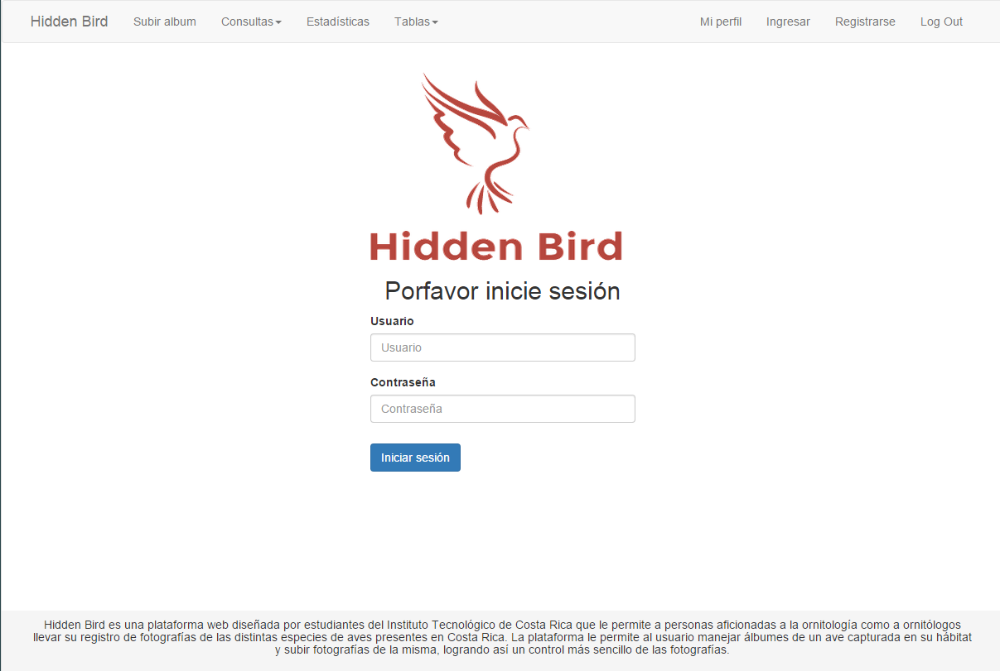 Hidden Bird Subir album Consultas Estadísticas Tablas Mi perfil Ingresar Registrarse Log Out
Hidden Bird
Porfavor inicie sesión
Usuario
Usuario
Contraseña
Contraseña
Iniciar sesión
Hidden Bird es una plataforma web diseñada por estudiantes del Instituto Tecnológico de Costa Rica que le permite a personas aficionadas a la ornitología como a ornitólogos
llevar su registro de fotografías de las distintas especies de aves presentes en Costa Rica. La plataforma le permite al usuario manejar álbumes de un ave capturada en su hábitat
y subir fotografías de la misma, logrando así un control más sencillo de las fotografías.